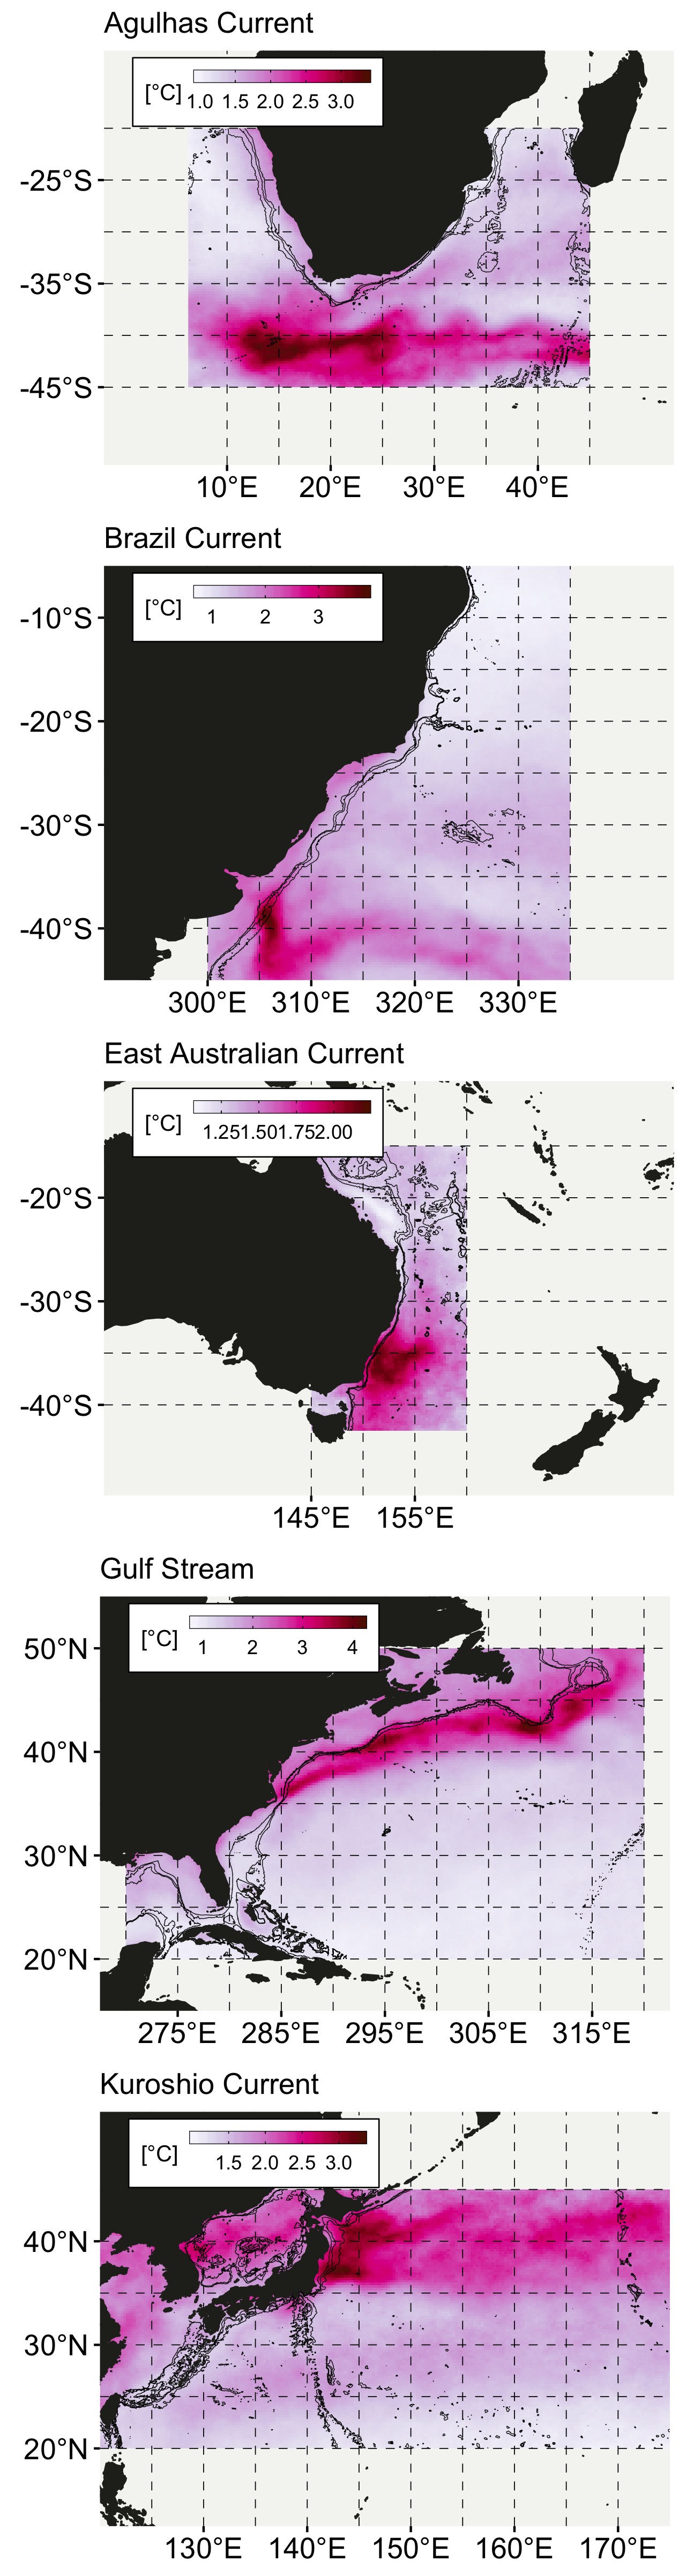 Agulhas Current
[°C] 1.0 1.5 2.0 2.5 3.0
-25°S
-35°S
-45°S
10°E 20°E 30°E 40°E
Brazil Current
[°C] 1 2 3
-10°S
-20°S
-30°S
-40°S
300°E 310°E 320°E 330°E
East Australian Current
[°C] 1.251.501.752.00
-20°S
-30°S
-40°S
145°E 155°E
Gulf Stream
[°C] 1 2 3 4
50°N
40°N
30°N
20°N
275°E 285°E 295°E 305°E 315°E
Kuroshio Current
[°C] 1.5 2.0 2.5 3.0
40°N
30°N
20°N
130°E 140°E 150°E 160°E 170°E